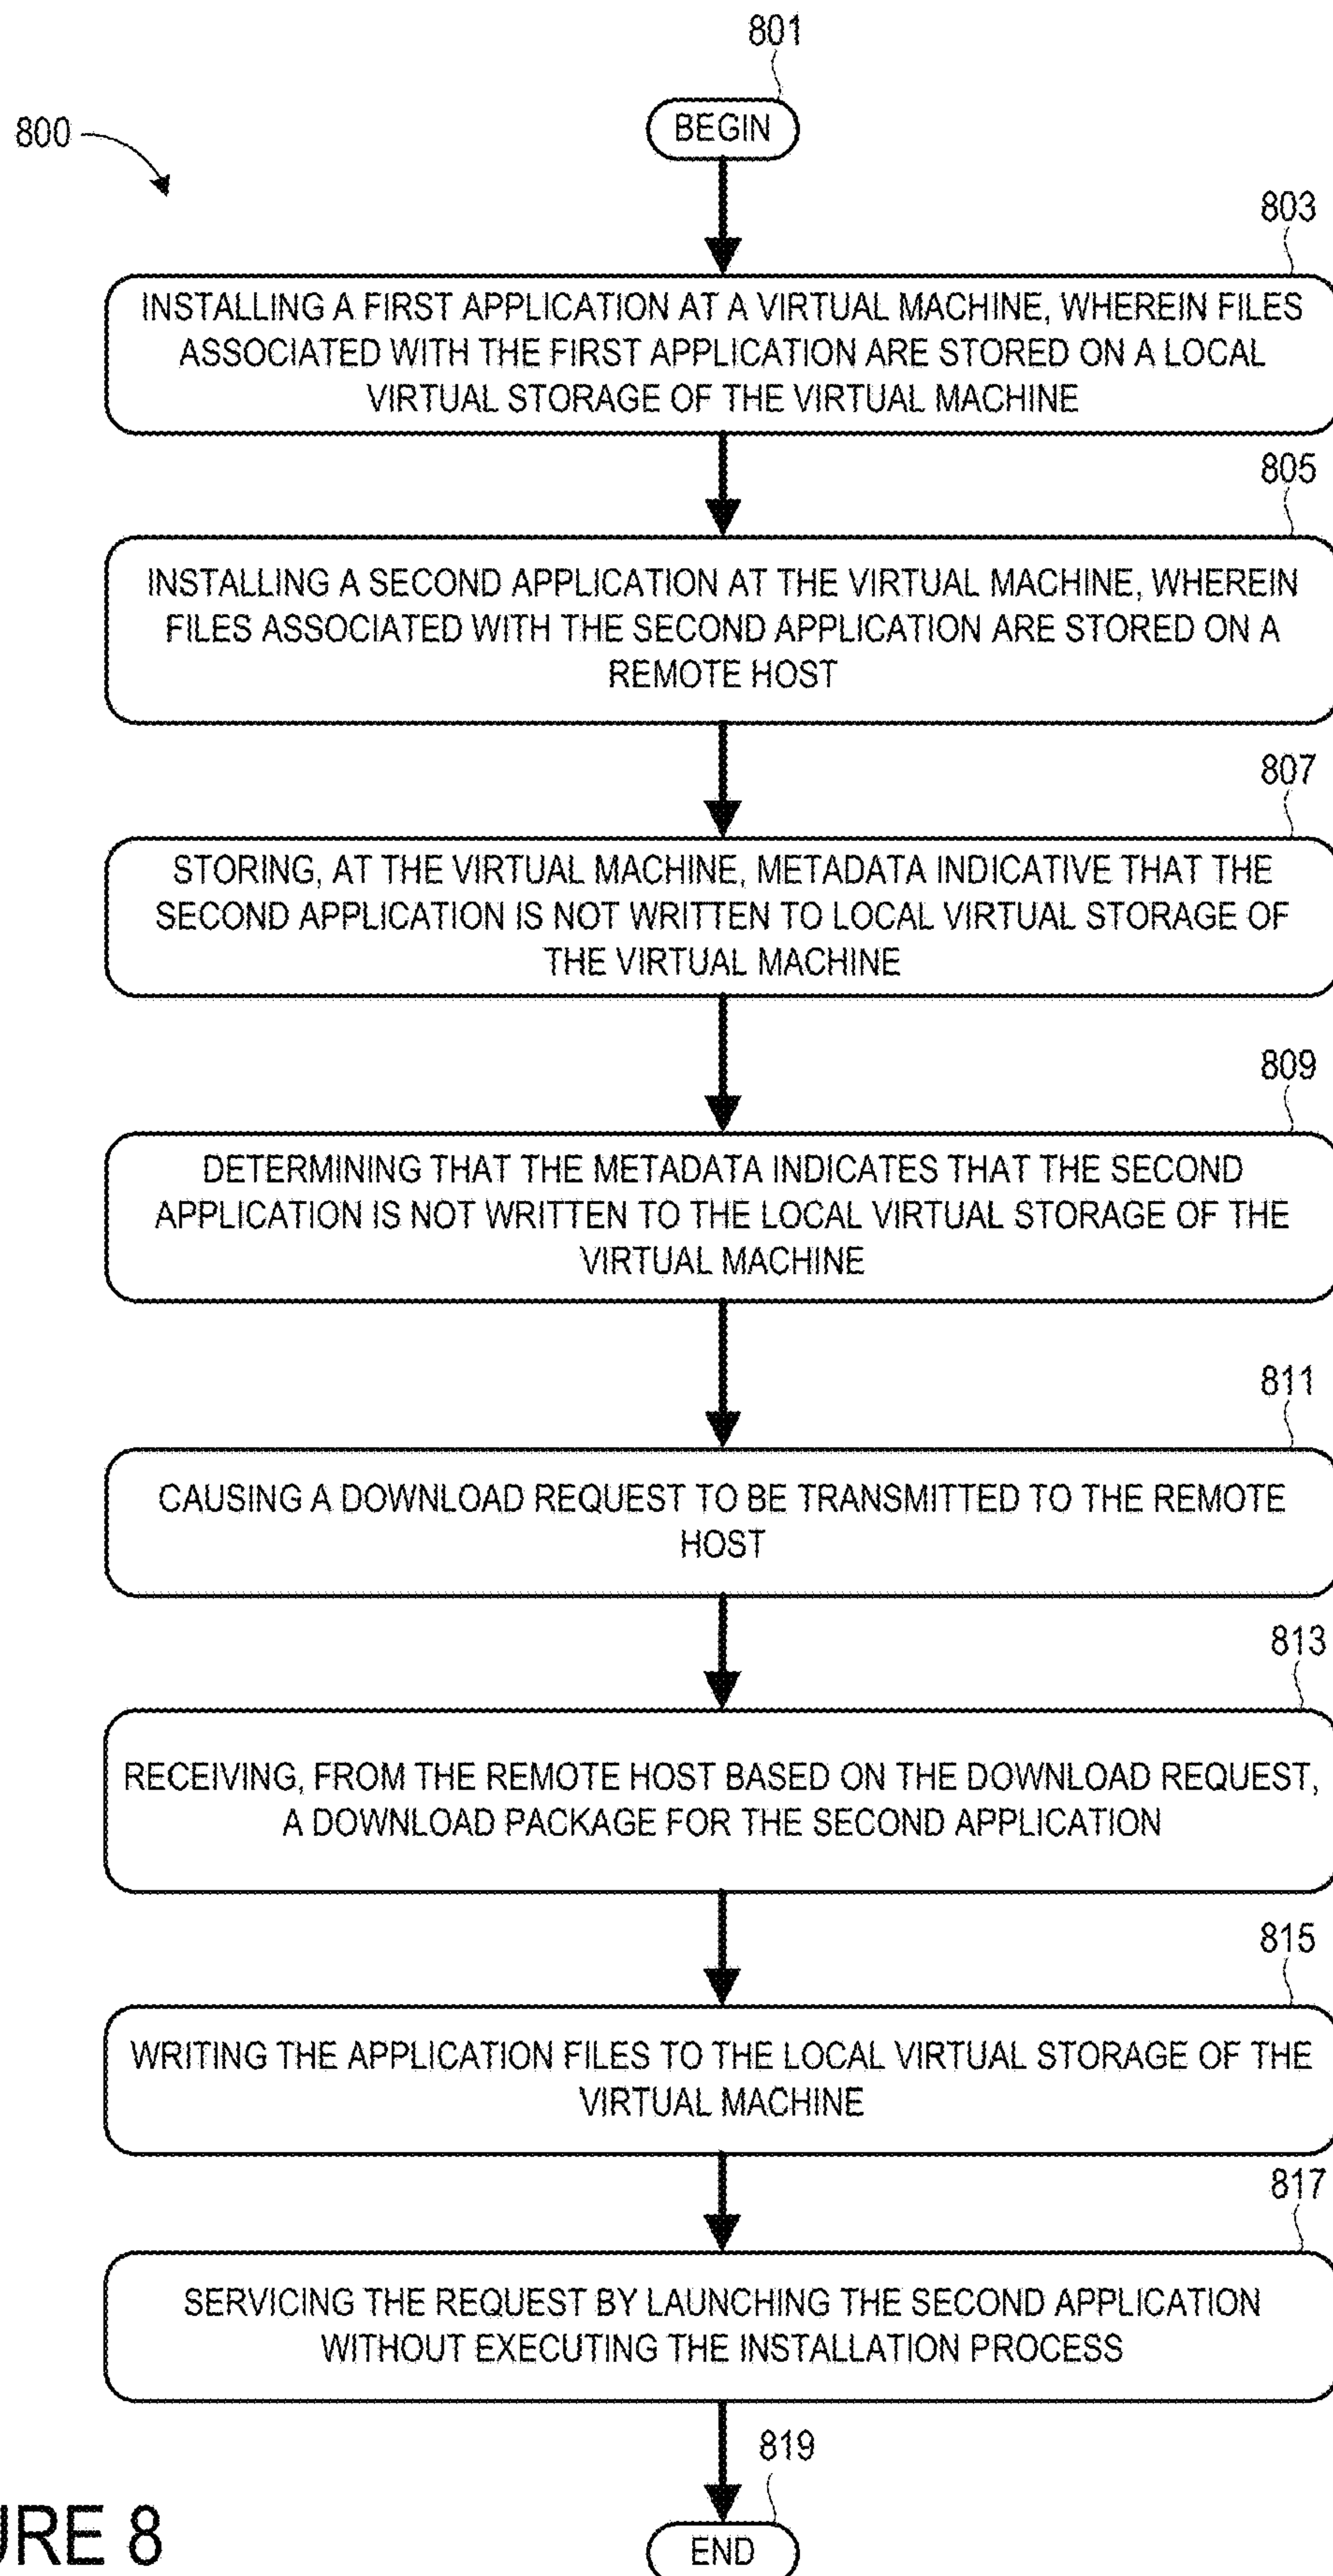 801
BEGIN
800
803
INSTALLING A FIRST APPLICATION AT A VIRTUAL MACHINE, WHEREIN FILES
ASSOCIATED WITH THE FIRST APPLICATION ARE STORED ON A LOCAL
VIRTUAL STORAGE OF THE VIRTUAL MACHINE
805
INSTALLING A SECOND APPLICATION AT THE VIRTUAL MACHINE, WHEREIN
FILES ASSOCIATED WITH THE SECOND APPLICATION ARE STORED ON A
REMOTE HOST
807
STORING, AT THE VIRTUAL MACHINE, METADATA INDICATIVE THAT THE
SECOND APPLICATION IS NOT WRITTEN TO LOCAL VIRTUAL STORAGE OF
THE VIRTUAL MACHINE
809
DETERMINING THAT THE METADATA INDICATES THAT THE SECOND
APPLICATION IS NOT WRITTEN TO THE LOCAL VIRTUAL STORAGE OF THE
VIRTUAL MACHINE
811
CAUSING A DOWNLOAD REQUEST TO BE TRANSMITTED TO THE REMOTE
HOST
813
RECEIVING, FROM THE REMOTE HOST BASED ON THE DOWNLOAD REQUEST,
A DOWNLOAD PACKAGE FOR THE SECOND APPLICATION
815
WRITING THE APPLICATION FILES TO THE LOCAL VIRTUAL STORAGE OF THE
VIRTUAL MACHINE
817
SERVICING THE REQUEST BY LAUNCHING THE SECOND APPLICATION
WITHOUT EXECUTING THE INSTALLATION PROCESS
819
END
URE 8